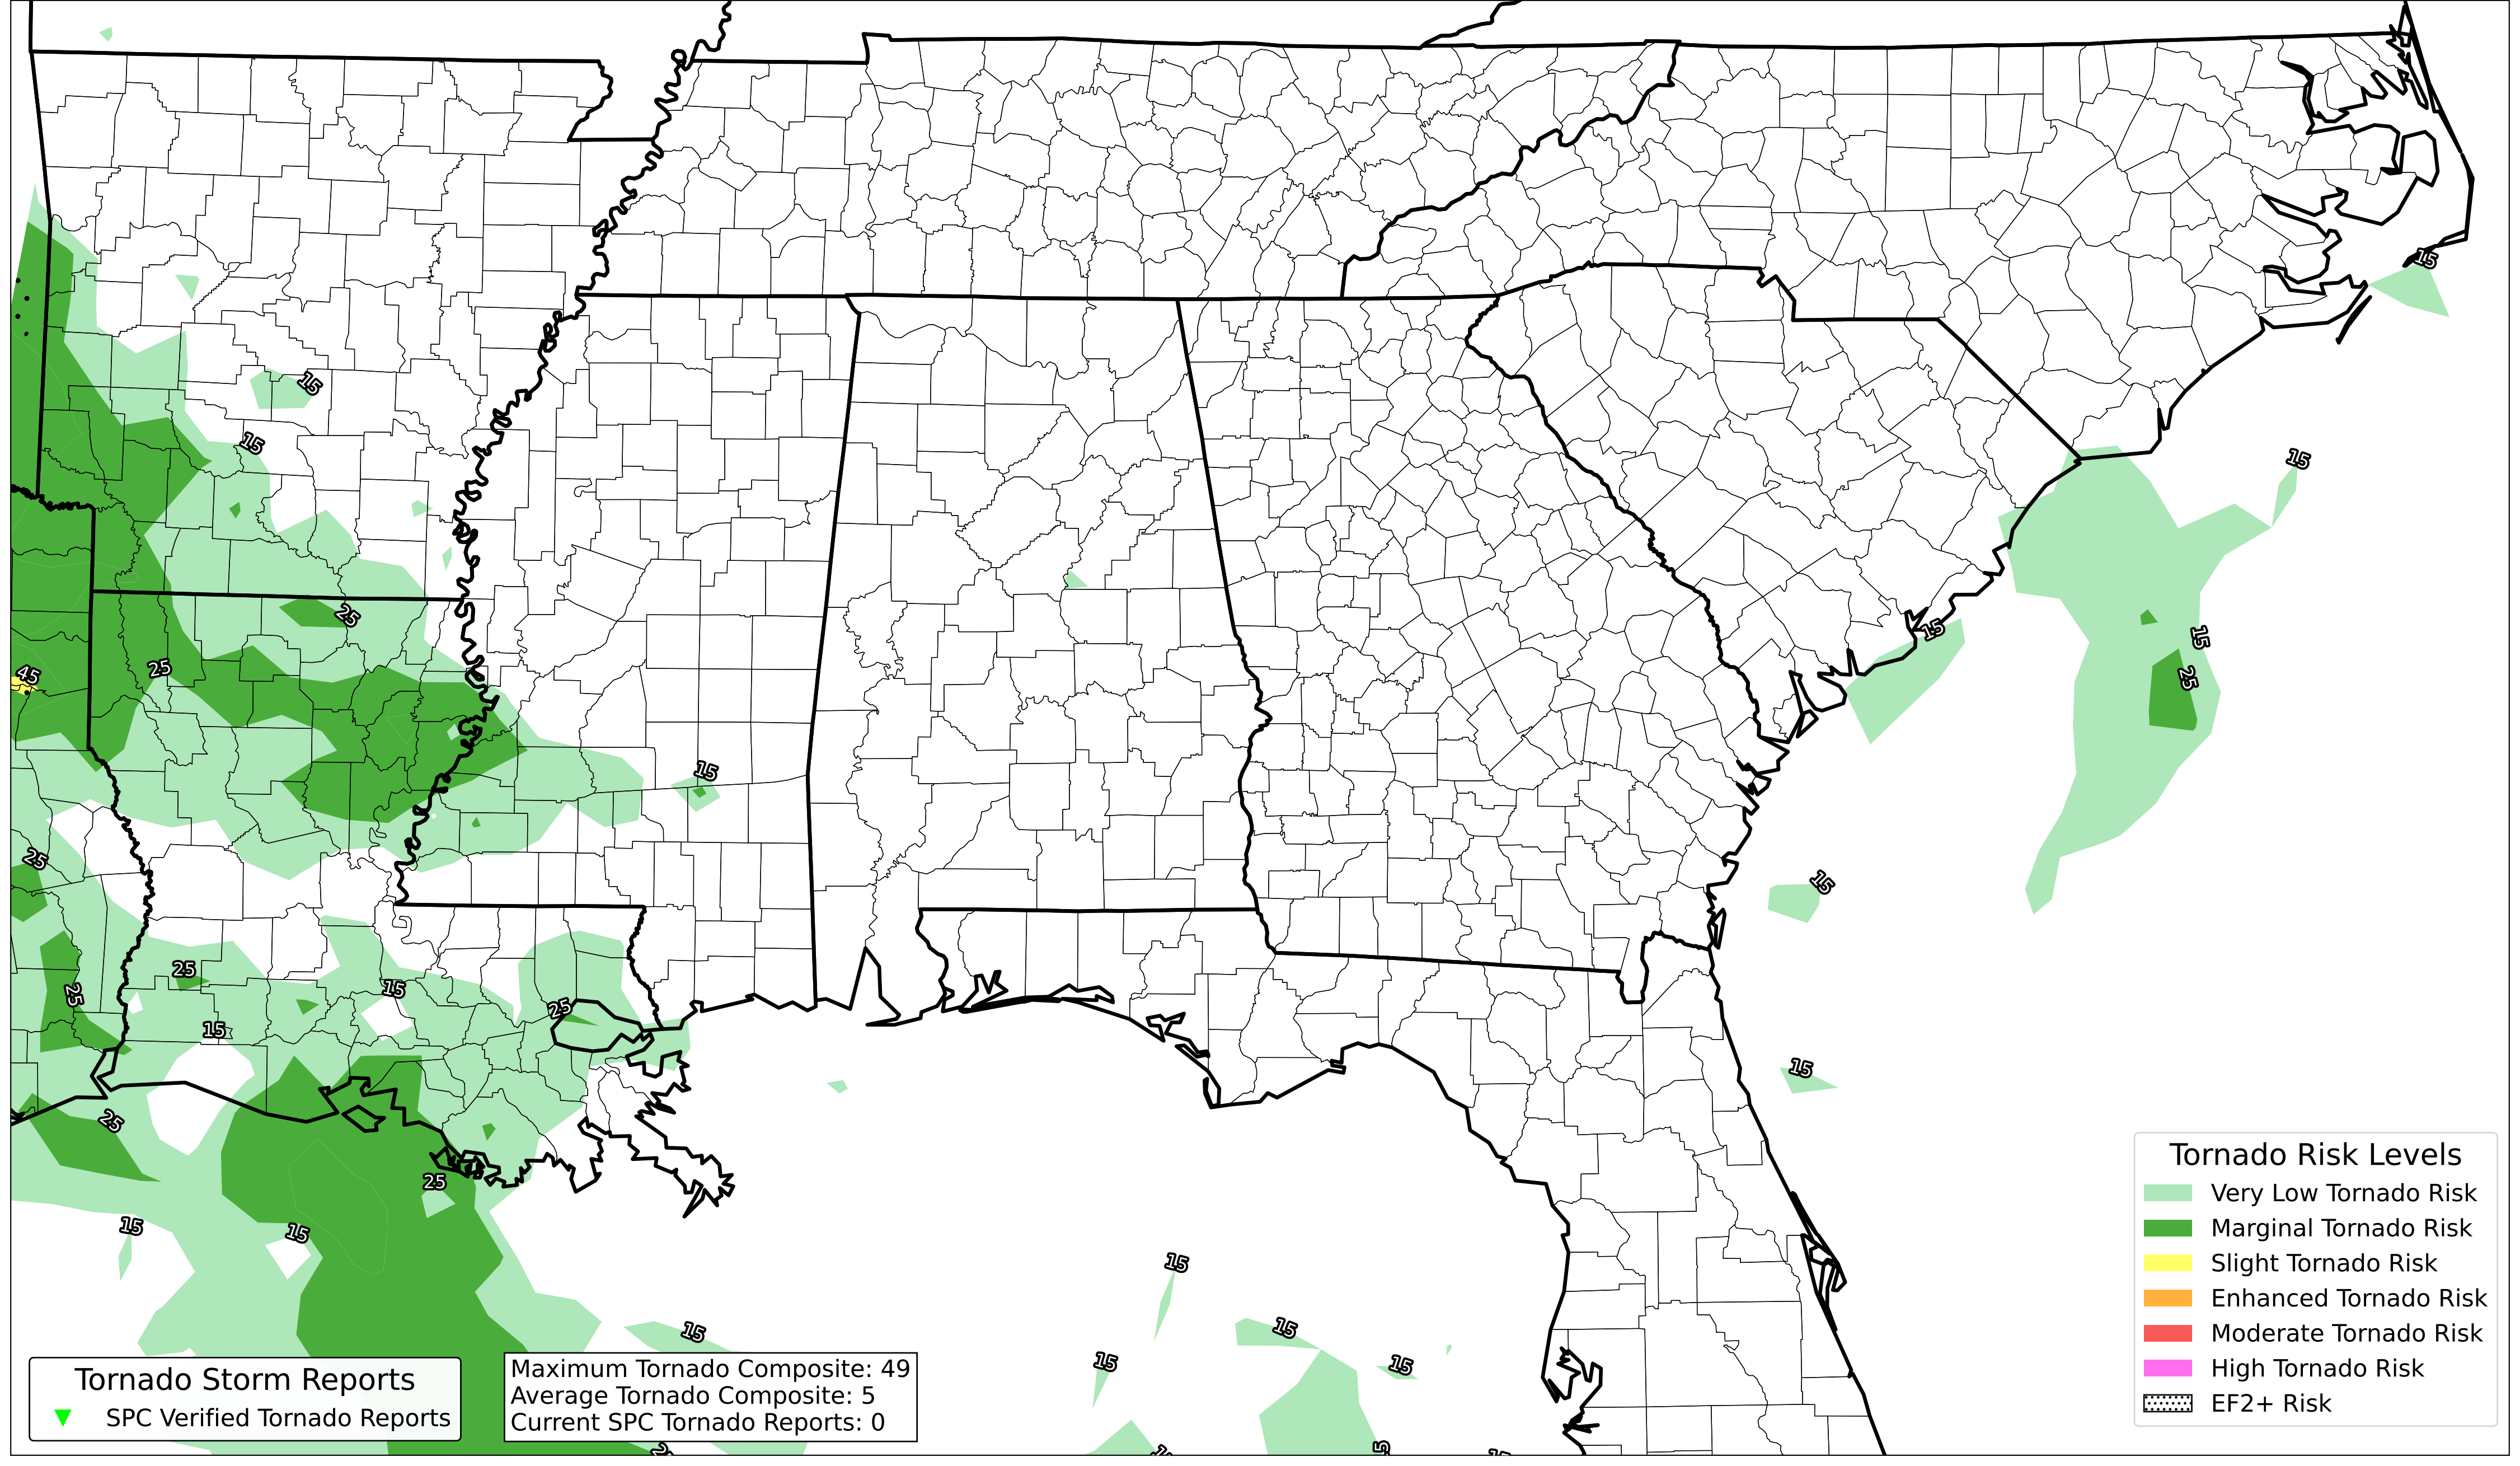 15
15
15
25
25
45
15
25
25
15
25
15
25
25
15
15
15
15
25
15
15
15
15
15
15
15
15
Tornado Storm Reports
SPC Verified Tornado Reports
Maximum Tornado Composite: 49
Average Tornado Composite: 5
Current SPC Tornado Reports: 0
Tornado Risk Levels
Very Low Tornado Risk
Marginal Tornado Risk
Slight Tornado Risk
Enhanced Tornado Risk
Moderate Tornado Risk
High Tornado Risk
EF2+ Risk